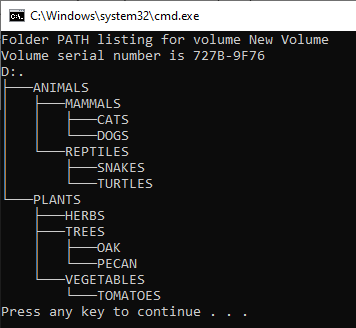 C:\Windows\system32\cmd.exe
Folder PATH listing for volume New Volume
Volume serial number is 727B-9F76
D:.
├───ANIMALS
│   ├───MAMMALS
│   │   ├───CATS
│   │   └───DOGS
│   └───REPTILES
│       ├───SNAKES
│       └───TURTLES
└───PLANTS
    ├───HERBS
    ├───TREES
    │   ├───OAK
    │   └───PECAN
    └───VEGETABLES
        └───TOMATOES
Press any key to continue . . .